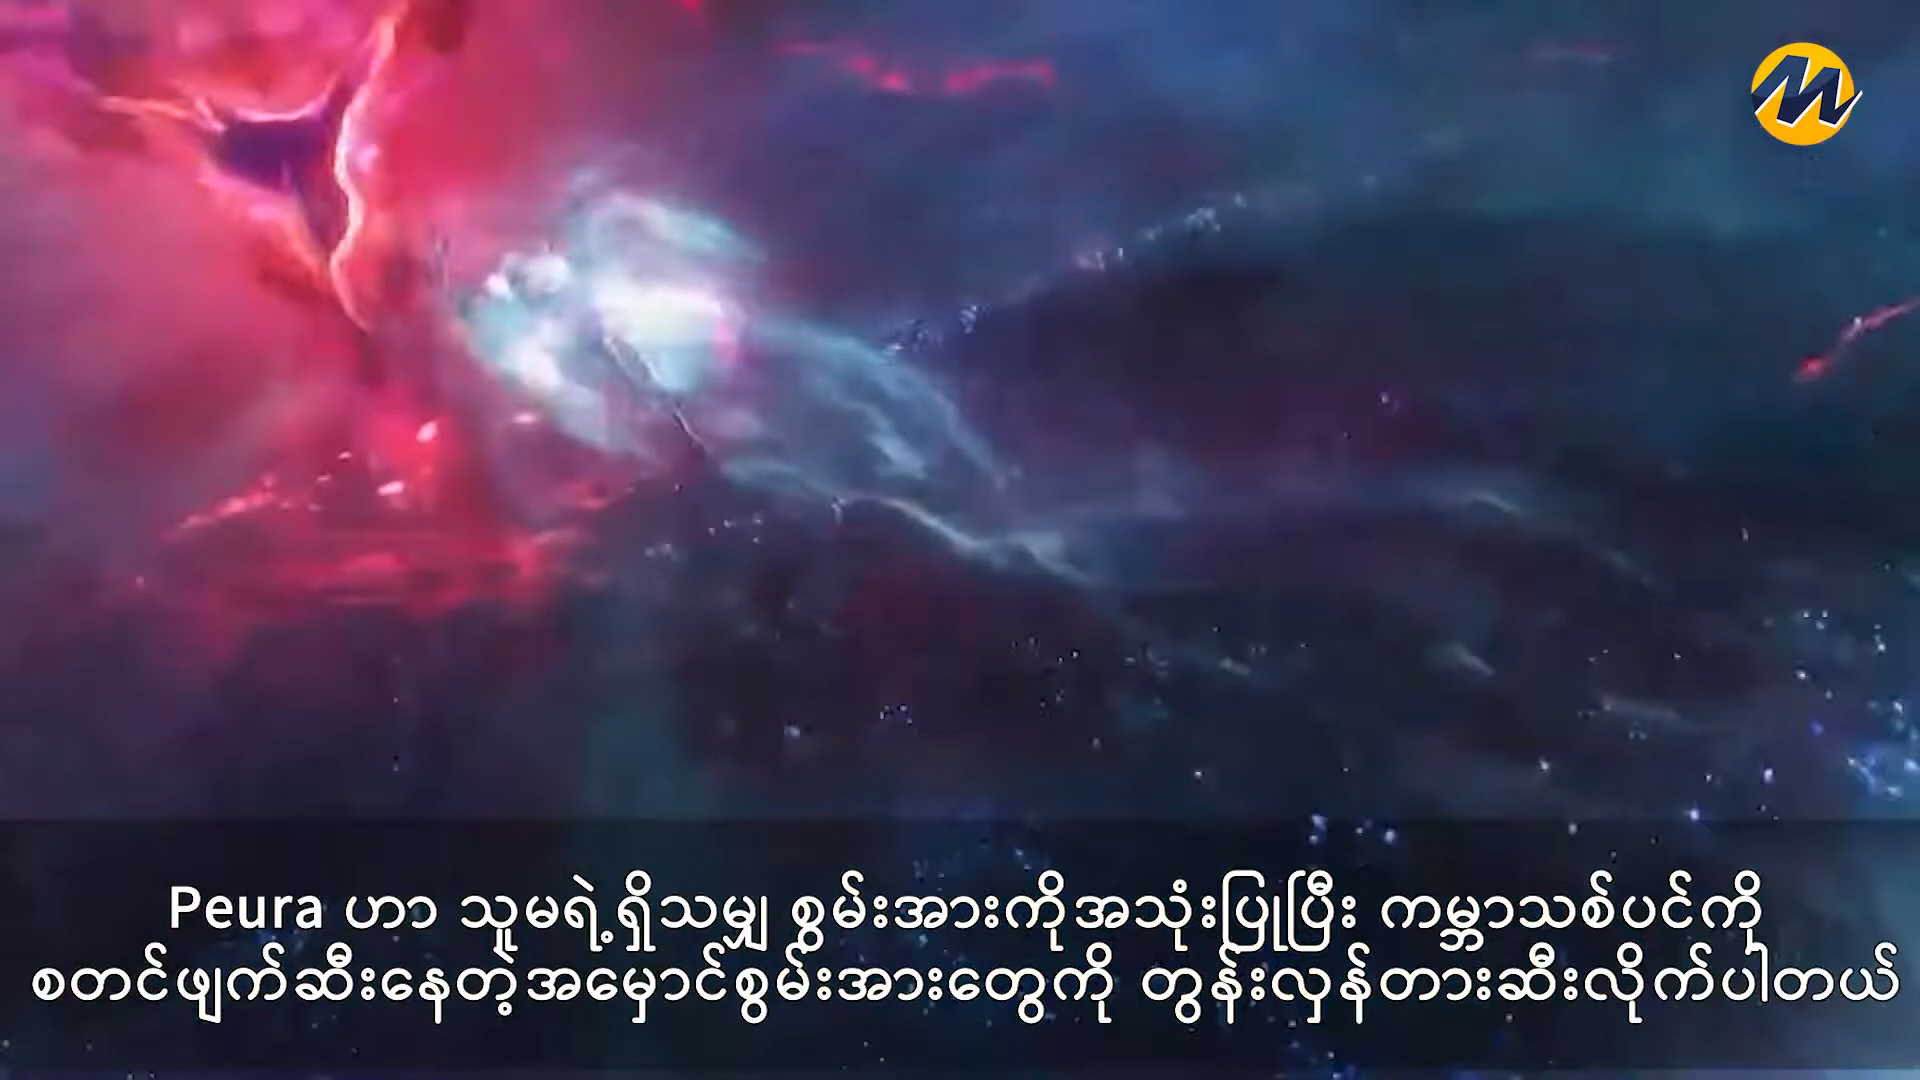 Peura ဟာ သူမရဲ့ရှိသမျှ စွမ်းအားကိုအသုံးပြုပြီး ကမ္ဘာသစ်ပင်ကို
စတင်ဖျက်ဆီးနေတဲ့အမှောင်စွမ်းအားတွေကို တွန်းလှန်တားဆီးလိုက်ပါတယ်